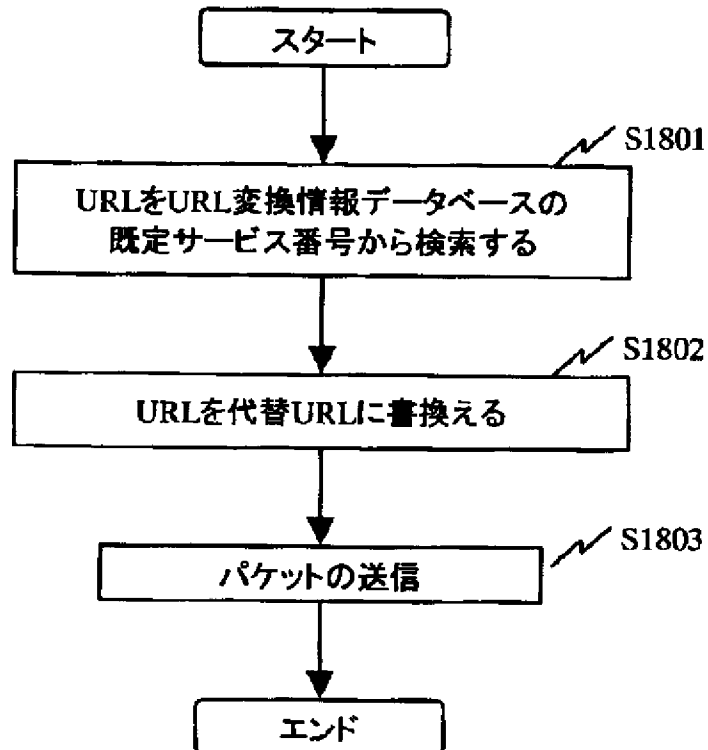 スタート
S1801
URLをURL変換情報データベースの
既定サービス番号から検索する
S1802
URLを代替URLに書換える
S1803
パケットの送信
エンド